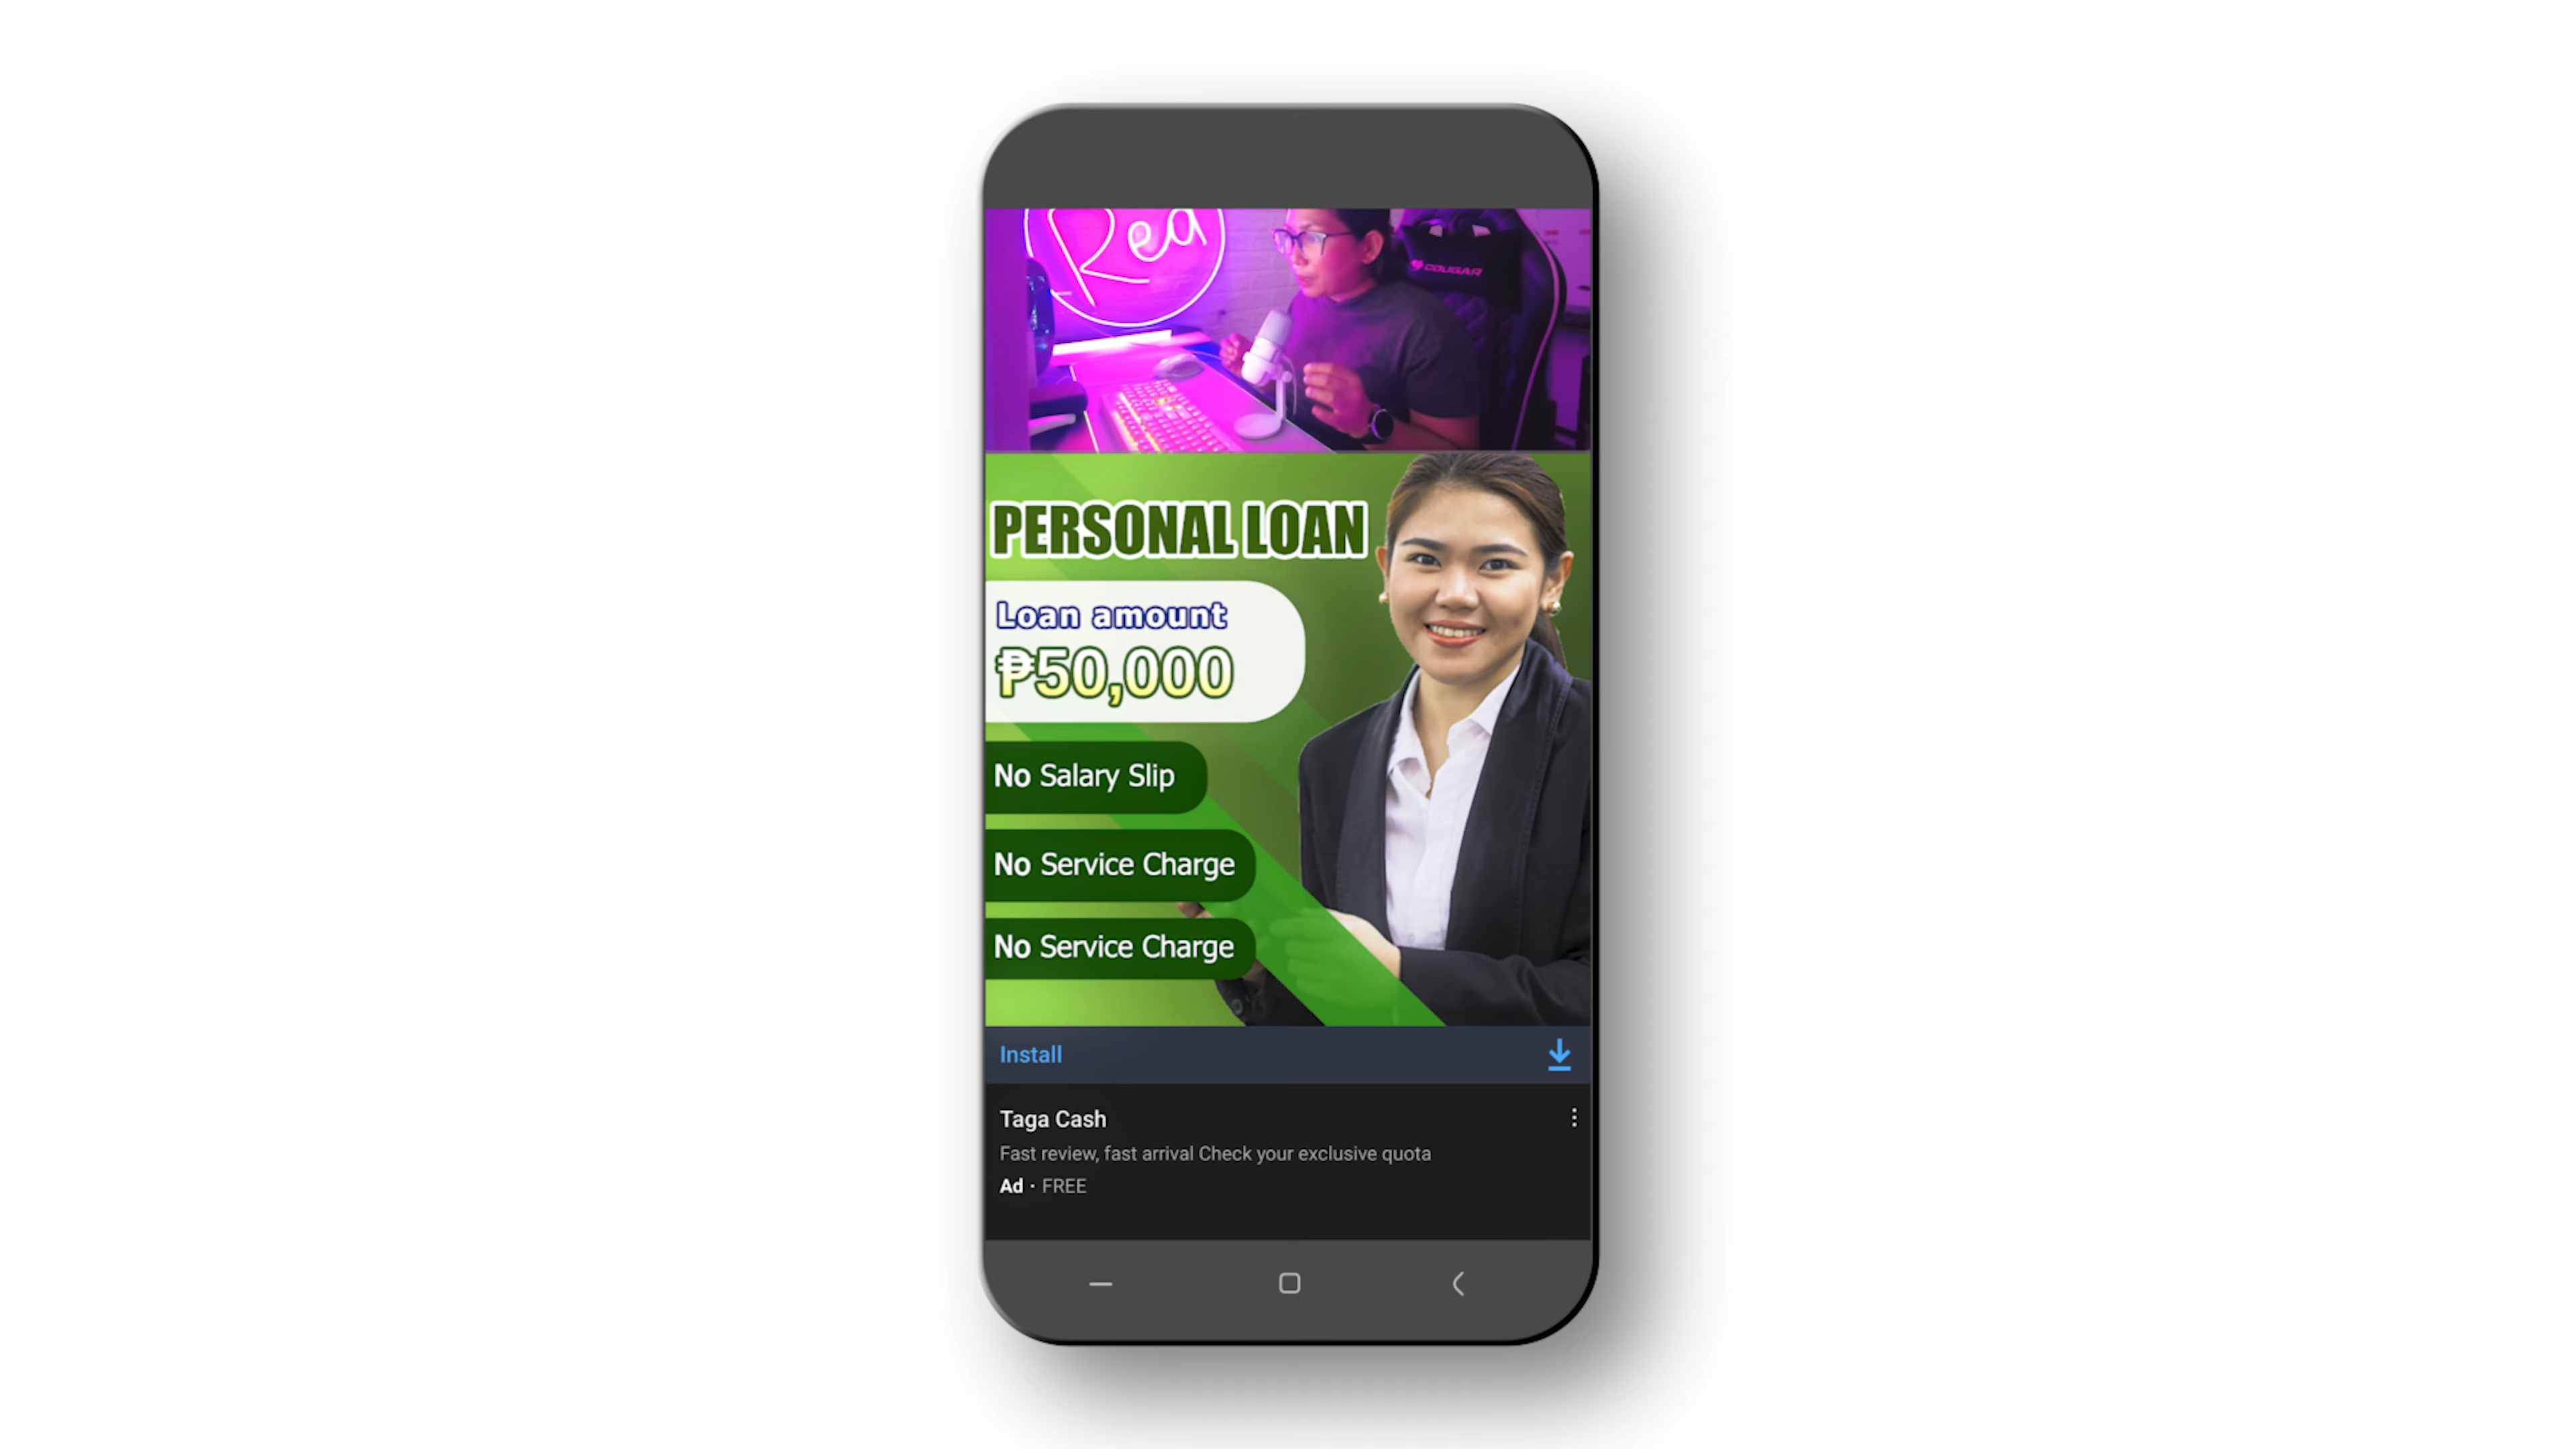 Rea
COUGAR
PERSONAL LOAN
Loan amount
₱50,000
No Salary Slip
No Service Charge
No Service Charge
Install
Taga Cash
Fast review, fast arrival Check your exclusive quota
Ad · FREE